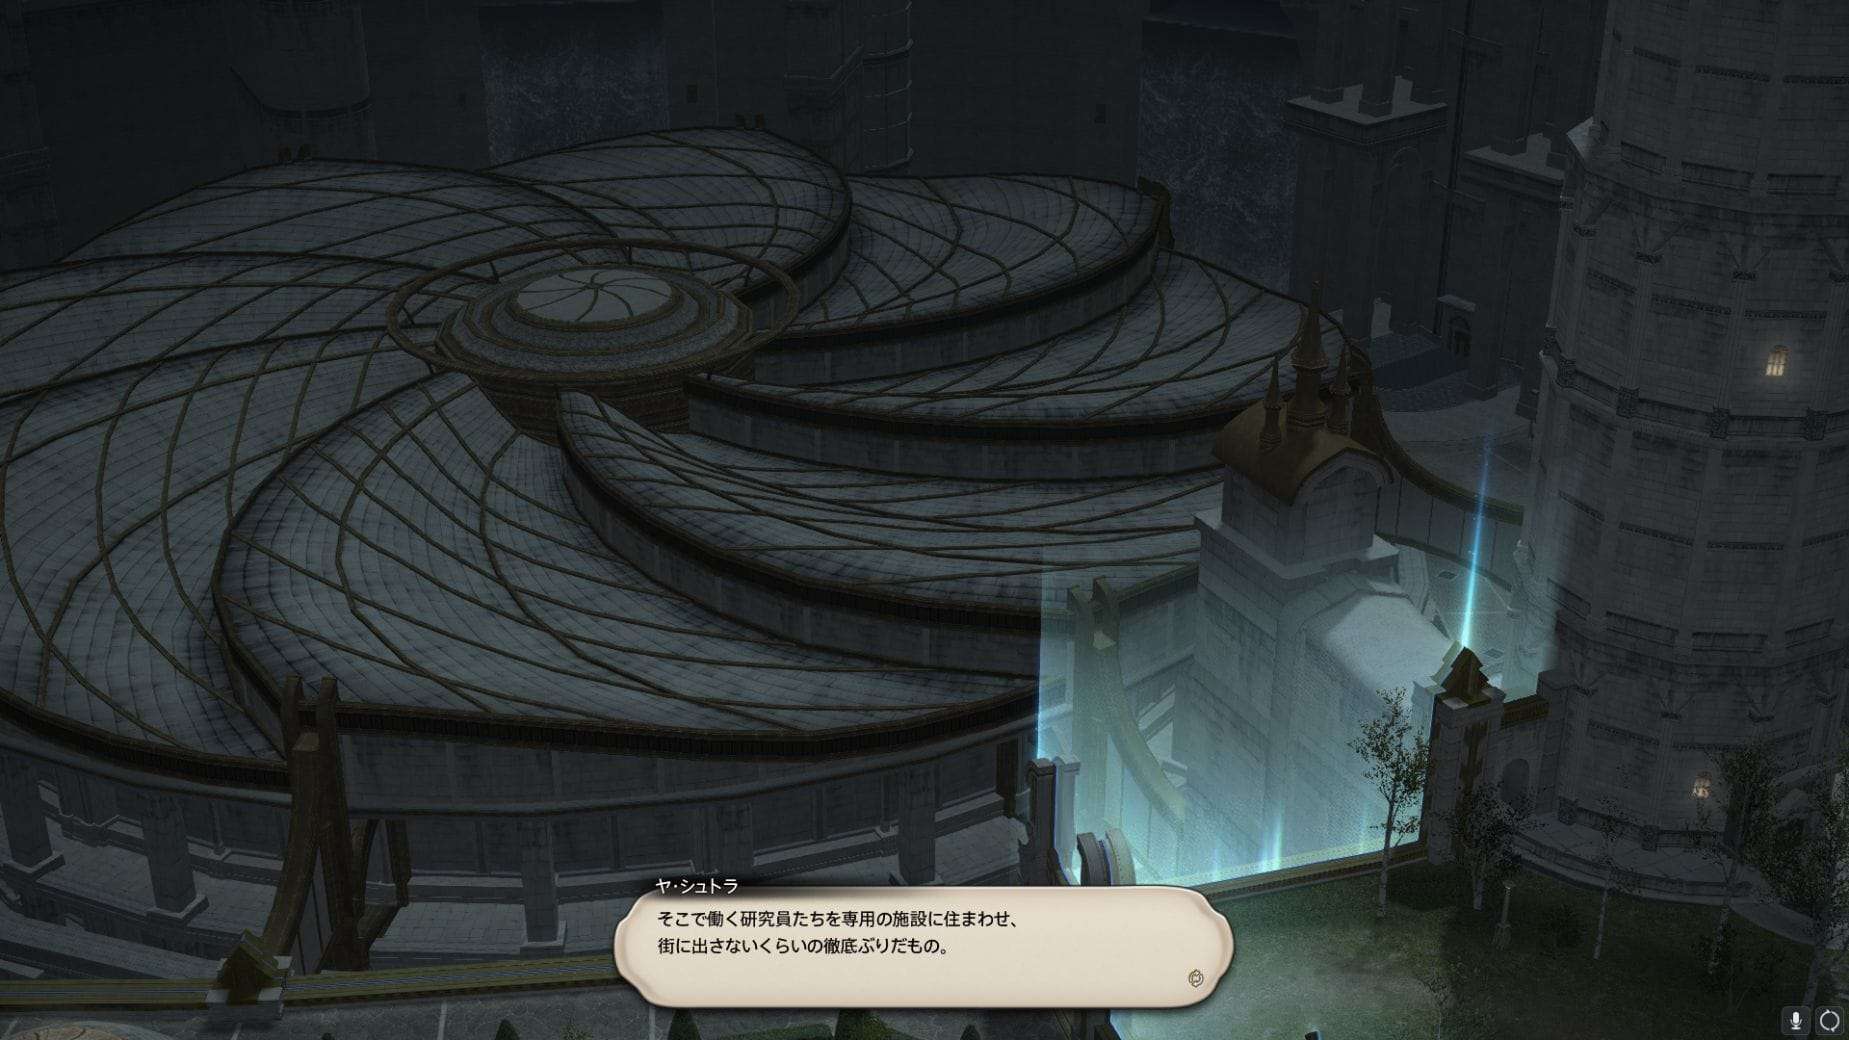 ヤ・シュトラ
そこで働く研究員たちを専用の施設に住まわせ、
街に出さないくらいの徹底ぶりだもの。